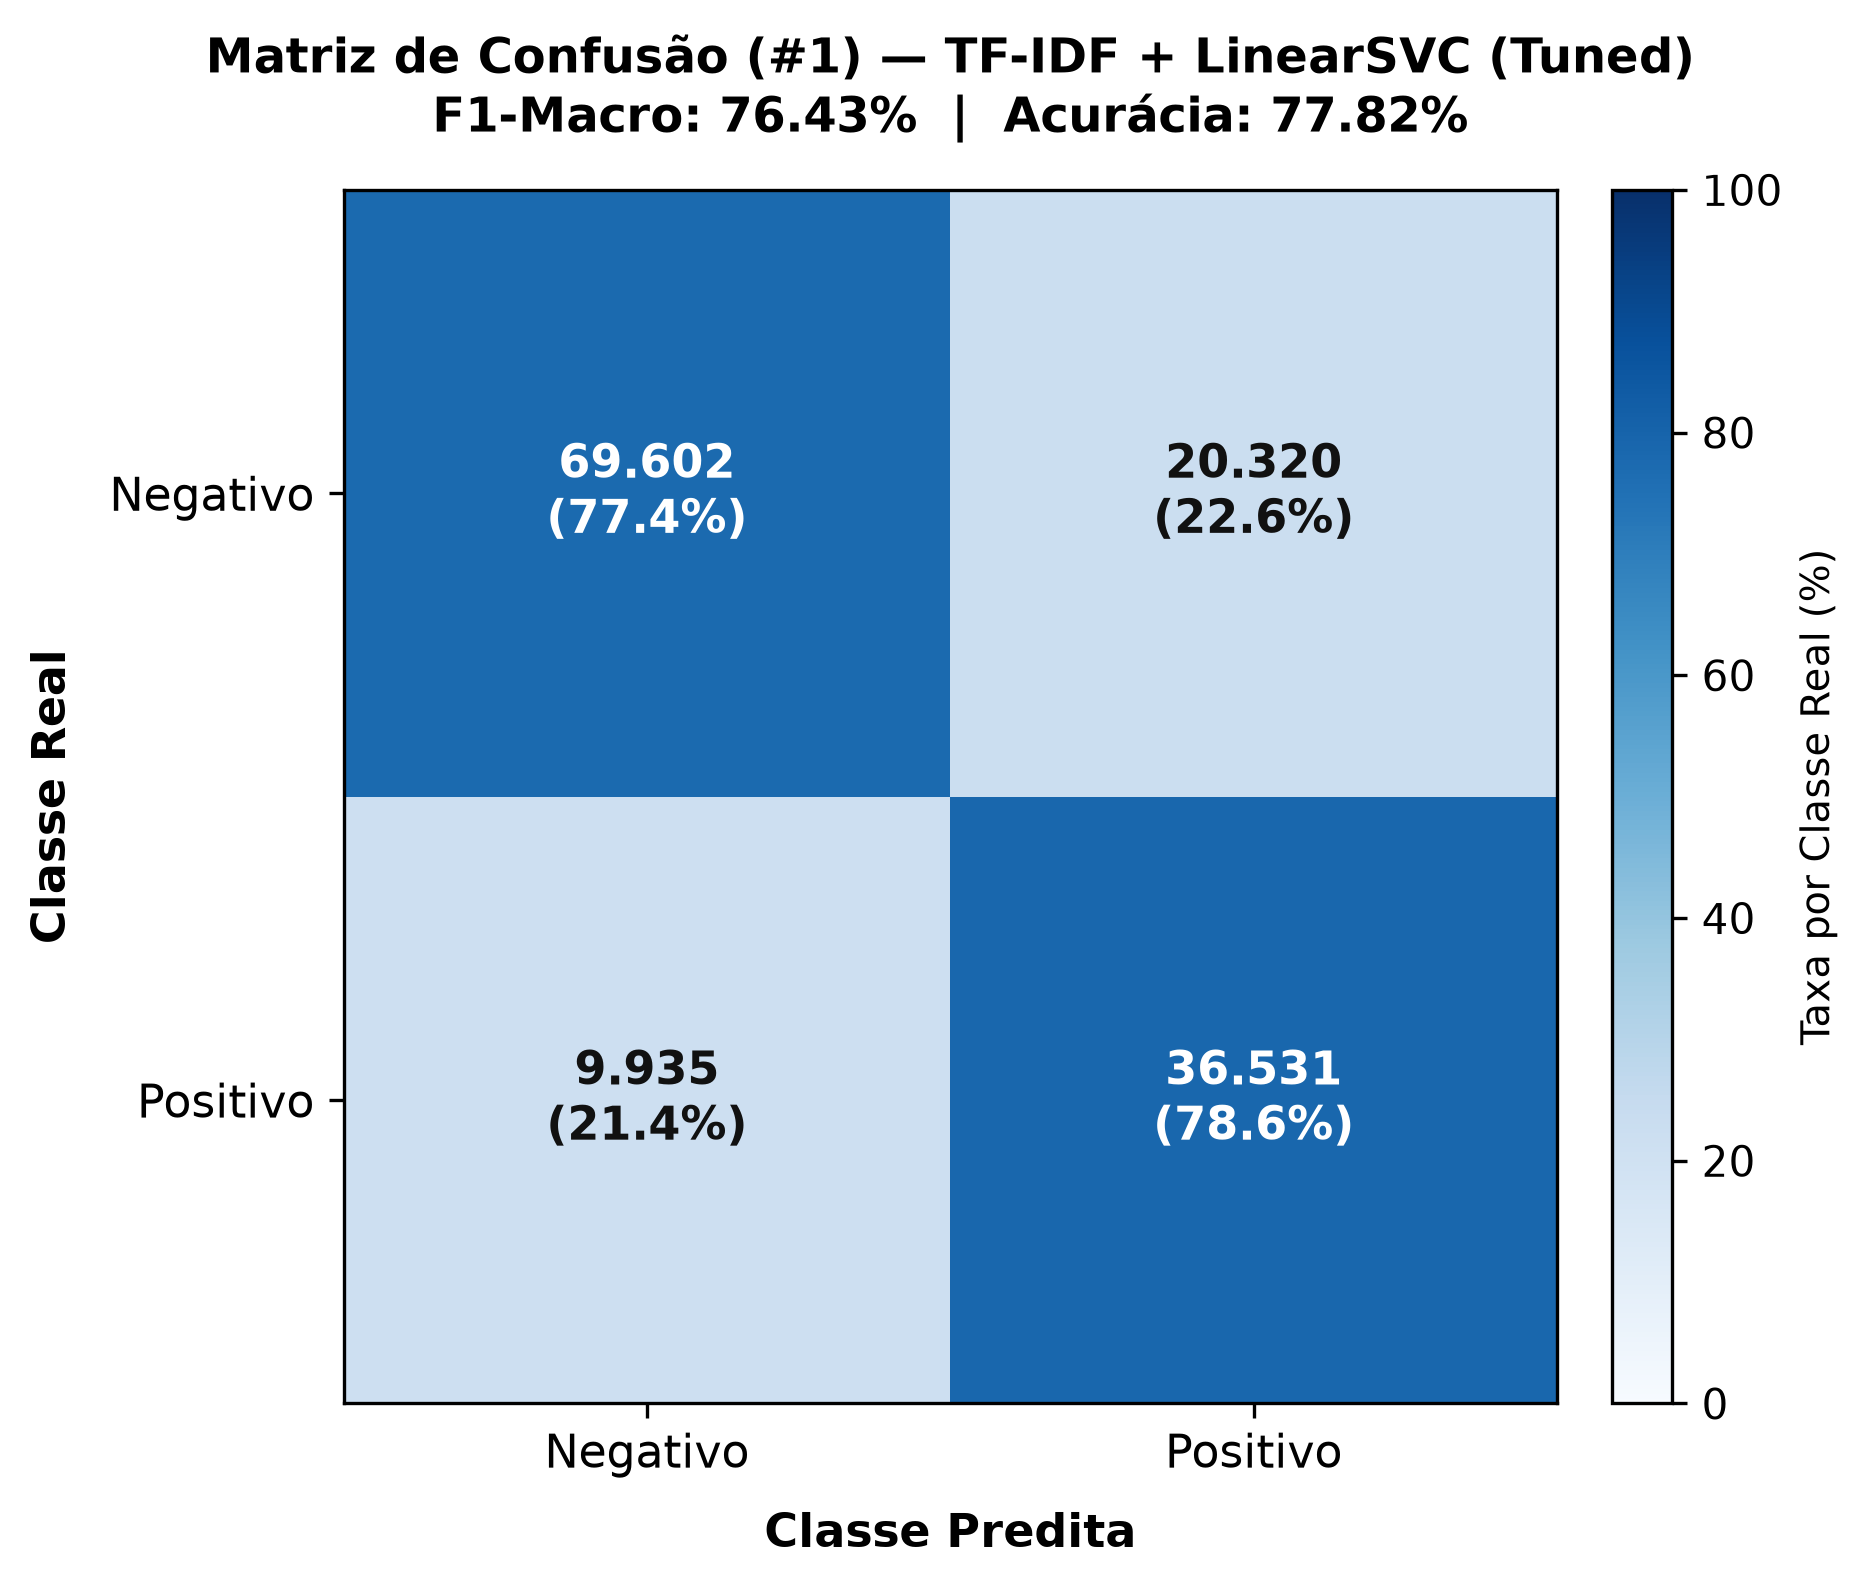 Matriz de Confusão (#1) — TF-IDF + LinearSVC (Tuned)
F1-Macro: 76.43% | Acurácia: 77.82%
Classe Real
Negativo
Positivo
69.602
(77.4%)
20.320
(22.6%)
9.935
(21.4%)
36.531
(78.6%)
Negativo
Positivo
Classe Predita
100
80
60
40
20
0
Taxa por Classe Real (%)